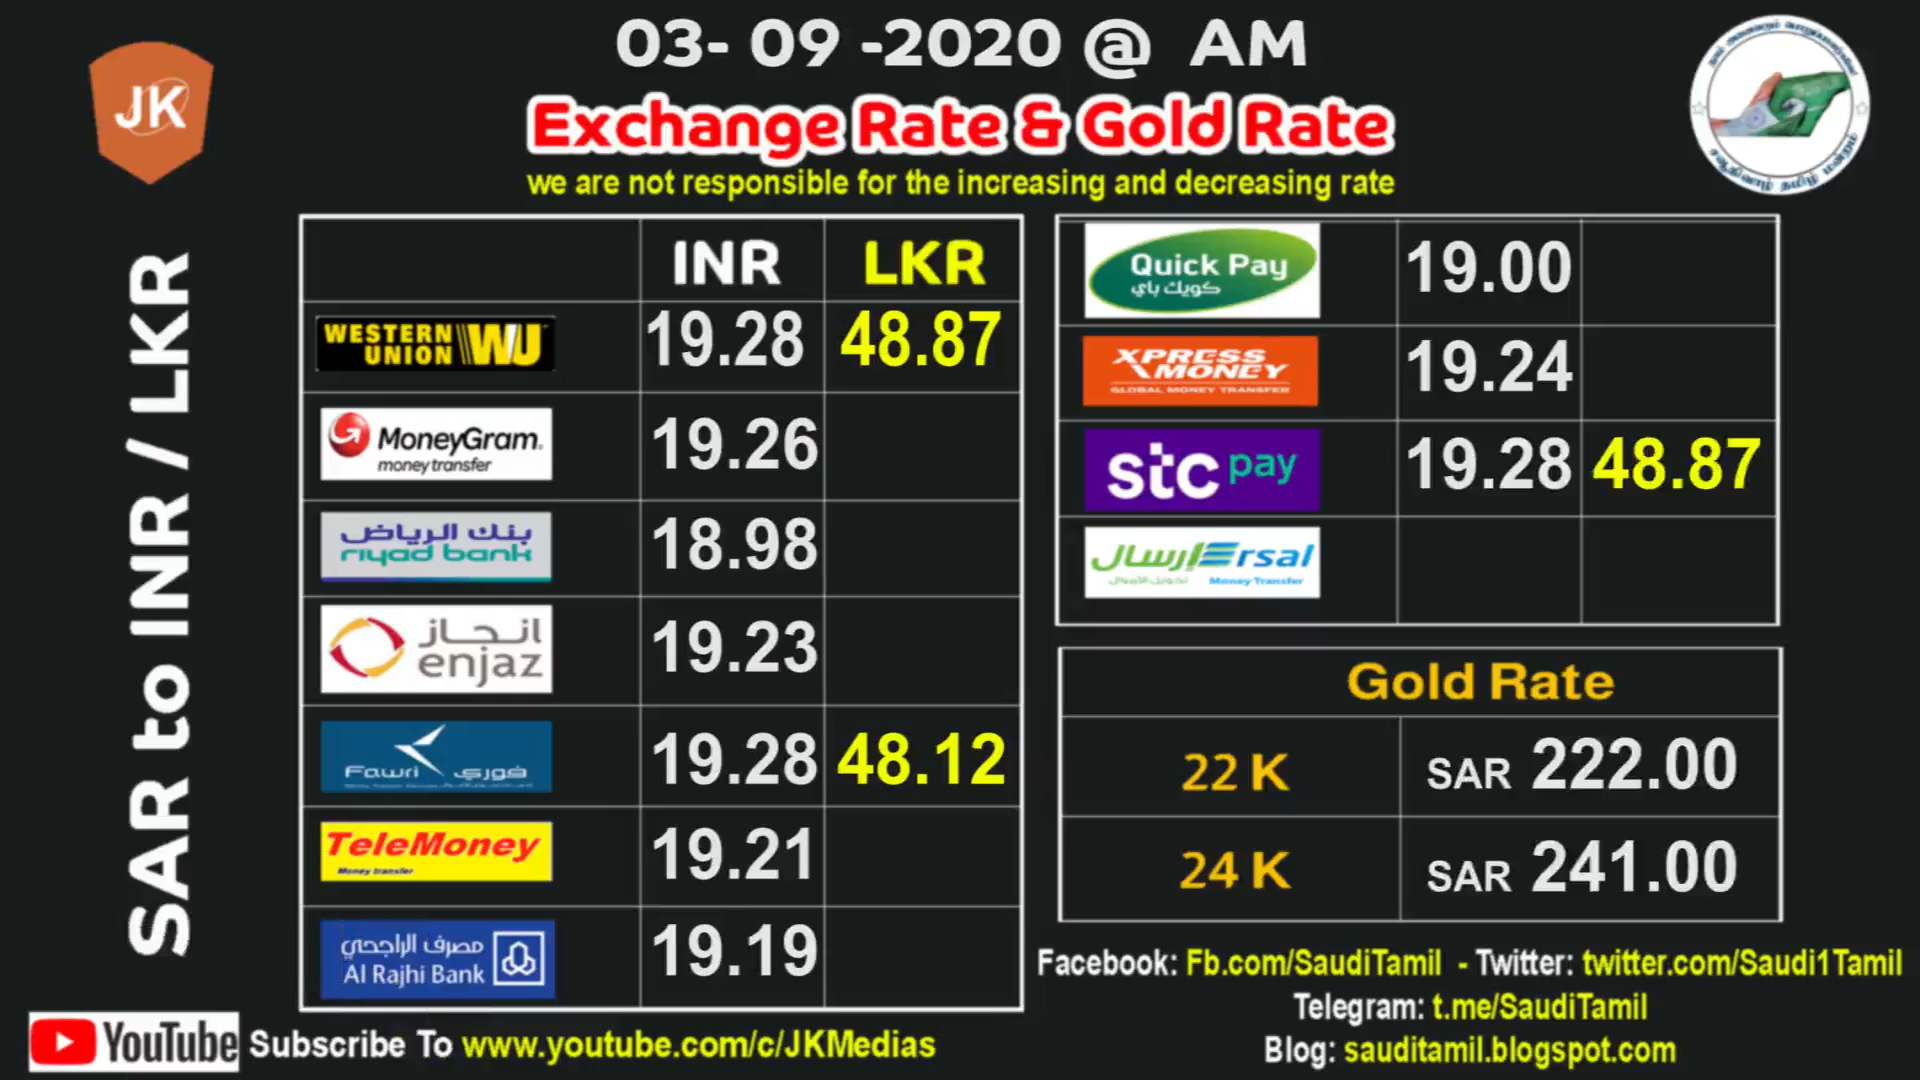 03- 09 -2020 @ AM
JK
Exchange Rate & Gold Rate
we are not responsible for the increasing and decreasing rate
SAR to INR / LKR
INR LKR
WESTERN UNION WU 19.28 48.87
MoneyGram. money transfer 19.26
بنك الرياض
riyad bank 18.98
انجاز
enjaz 19.23
Fawri فوري 19.28 48.12
TeleMoney 19.21
Money transfer
مصرف الراجحي
Al Rajhi Bank 19.19
Quick Pay 19.00
كويك باي
XPRESS MONEY 19.24
GLOBAL MONEY TRANSFER
stc pay 19.28 48.87
إرسال Ersal
تحويل الأموال Money Transfer
Gold Rate
22 K SAR 222.00
24 K SAR 241.00
Facebook: Fb.com/SaudiTamil - Twitter: twitter.com/Saudi1Tamil
Telegram: t.me/SaudiTamil
Blog: sauditamil.blogspot.com
YouTube Subscribe To www.youtube.com/c/JKMedias